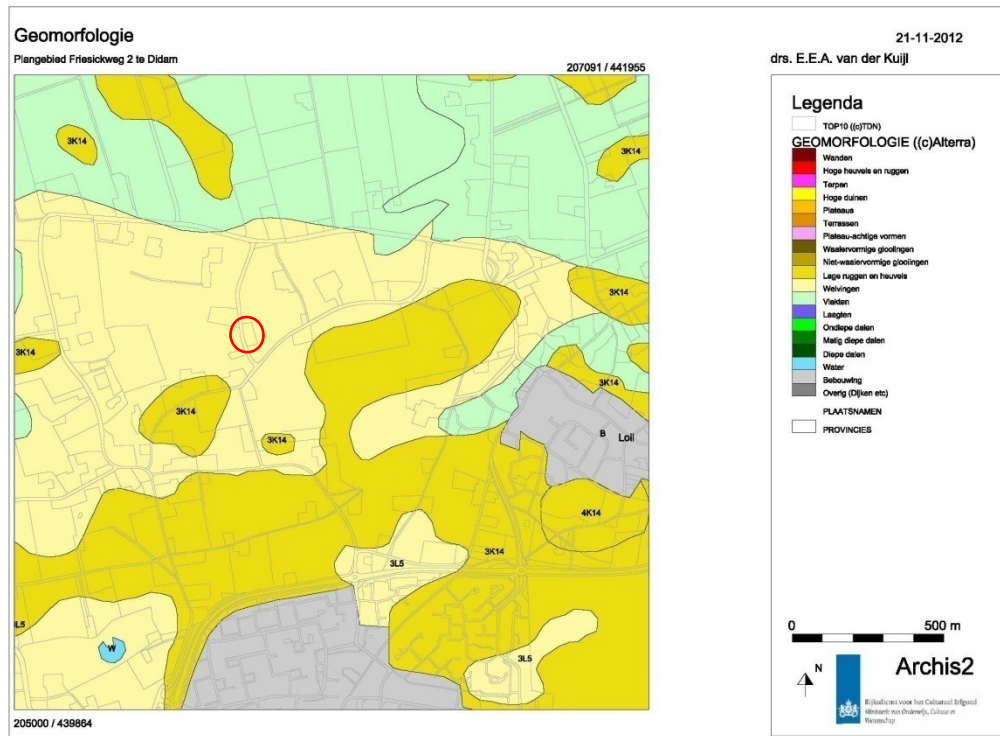 Geomorfologie
Plangebied Friesickweg 2 te Didam
207091 / 441955
21-11-2012
drs. E.E.A. van der Kuijl
3K14
3K14
3K14
3K14
3K14
3K14
3K14
B Loil
4K14
3K14
3L5
3L5
3L5
W
205000 / 439864
Legenda
TOP10 ((c)TDN)
GEOMORFOLOGIE ((c)Alterra)
Wanden
Hoge heuvels en ruggen
Terpen
Hoge duinen
Plateaus
Terrassen
Plateau-achtige vormen
Waaiervormige glooiingen
Niet-waaiervormige glooiingen
Lage ruggen en heuvels
Welvingen
Vlakten
Laagten
Ondiepe dalen
Matig diepe dalen
Diepe dalen
Water
Bebouwing
Overig (Dijken etc)
PLAATSNAMEN
PROVINCIES
0 500 m
N
Archis2
Rijksdienst voor het Cultureel Erfgoed
Ministerie van Onderwijs, Cultuur en
Wetenschap